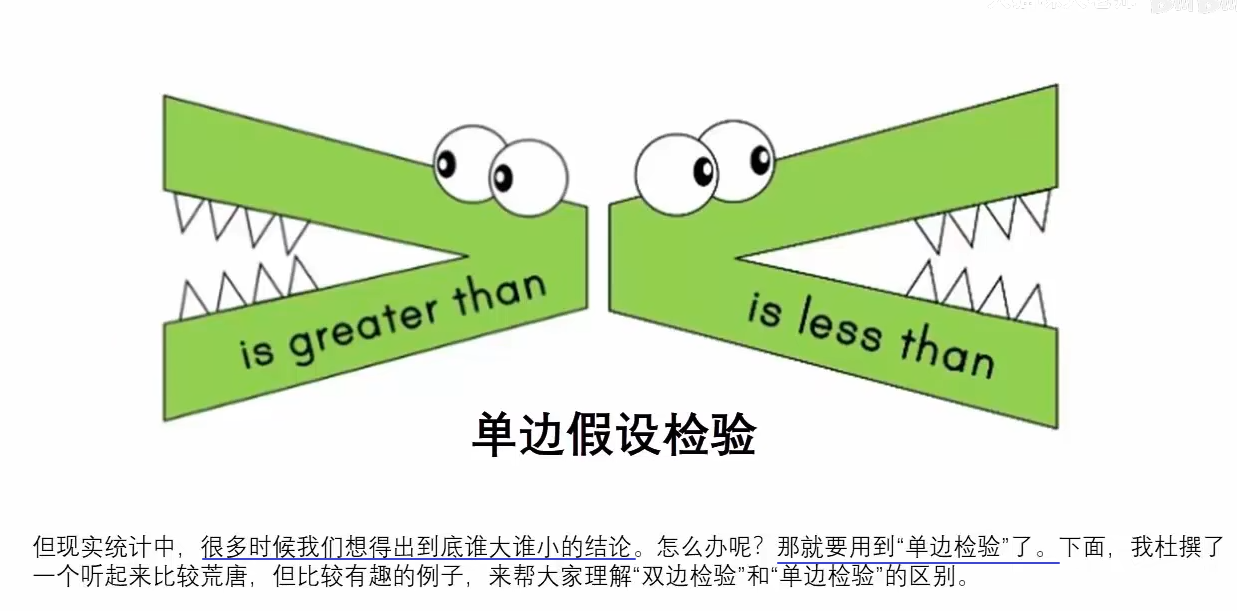 is greater than
is less than
单边假设检验
但现实统计中，很多时候我们想得出到底谁大谁小的结论。怎么办呢？那就要用到“单边检验”了。下面，我杜撰了
一个听起来比较荒唐，但比较有趣的例子，来帮大家理解“双边检验”和“单边检验”的区别。